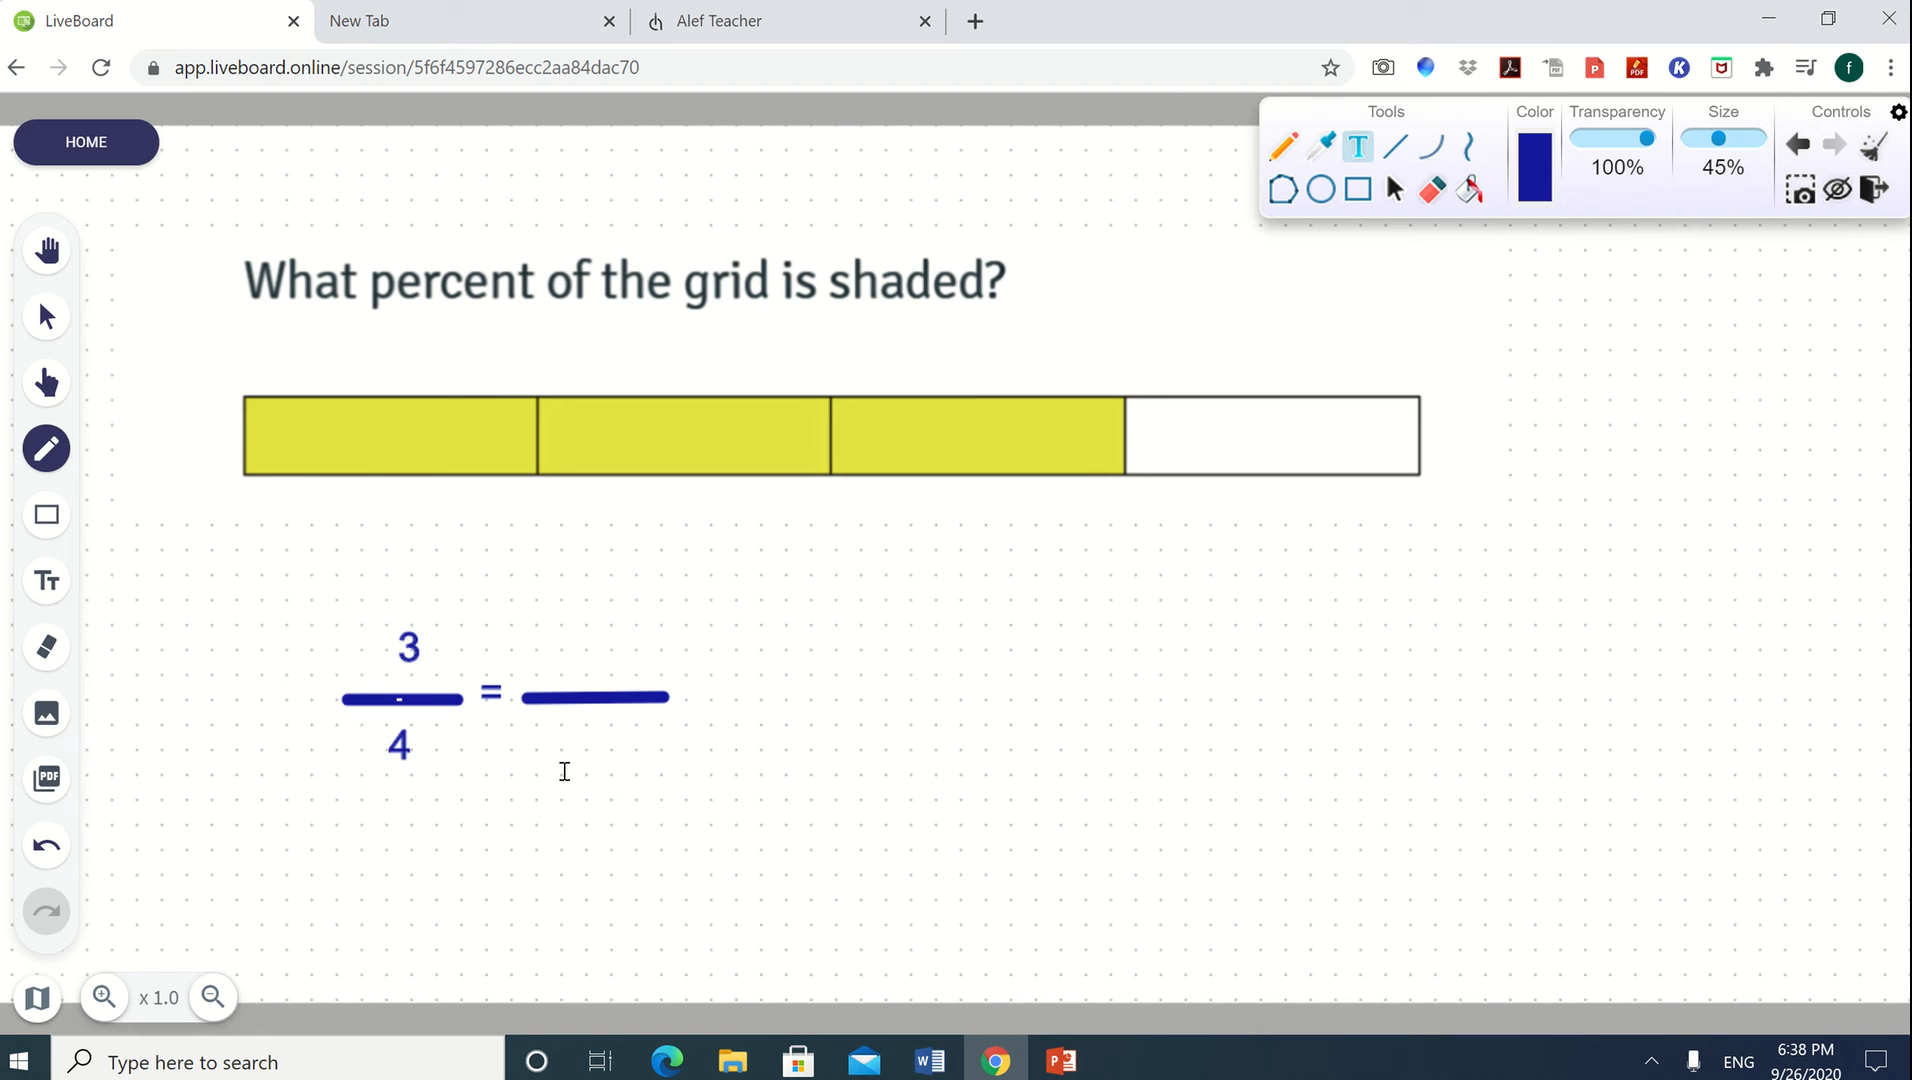 LiveBoard New Tab Alef Teacher
app.liveboard.online/session/5f6f4597286ecc2aa84dac70
HOME
Tools Color Transparency Size Controls
T
100% 45%
What percent of the grid is shaded?
3
- =
4
TT
PDF
x 1.0
Type here to search
ENG
6:38 PM
9/26/2020